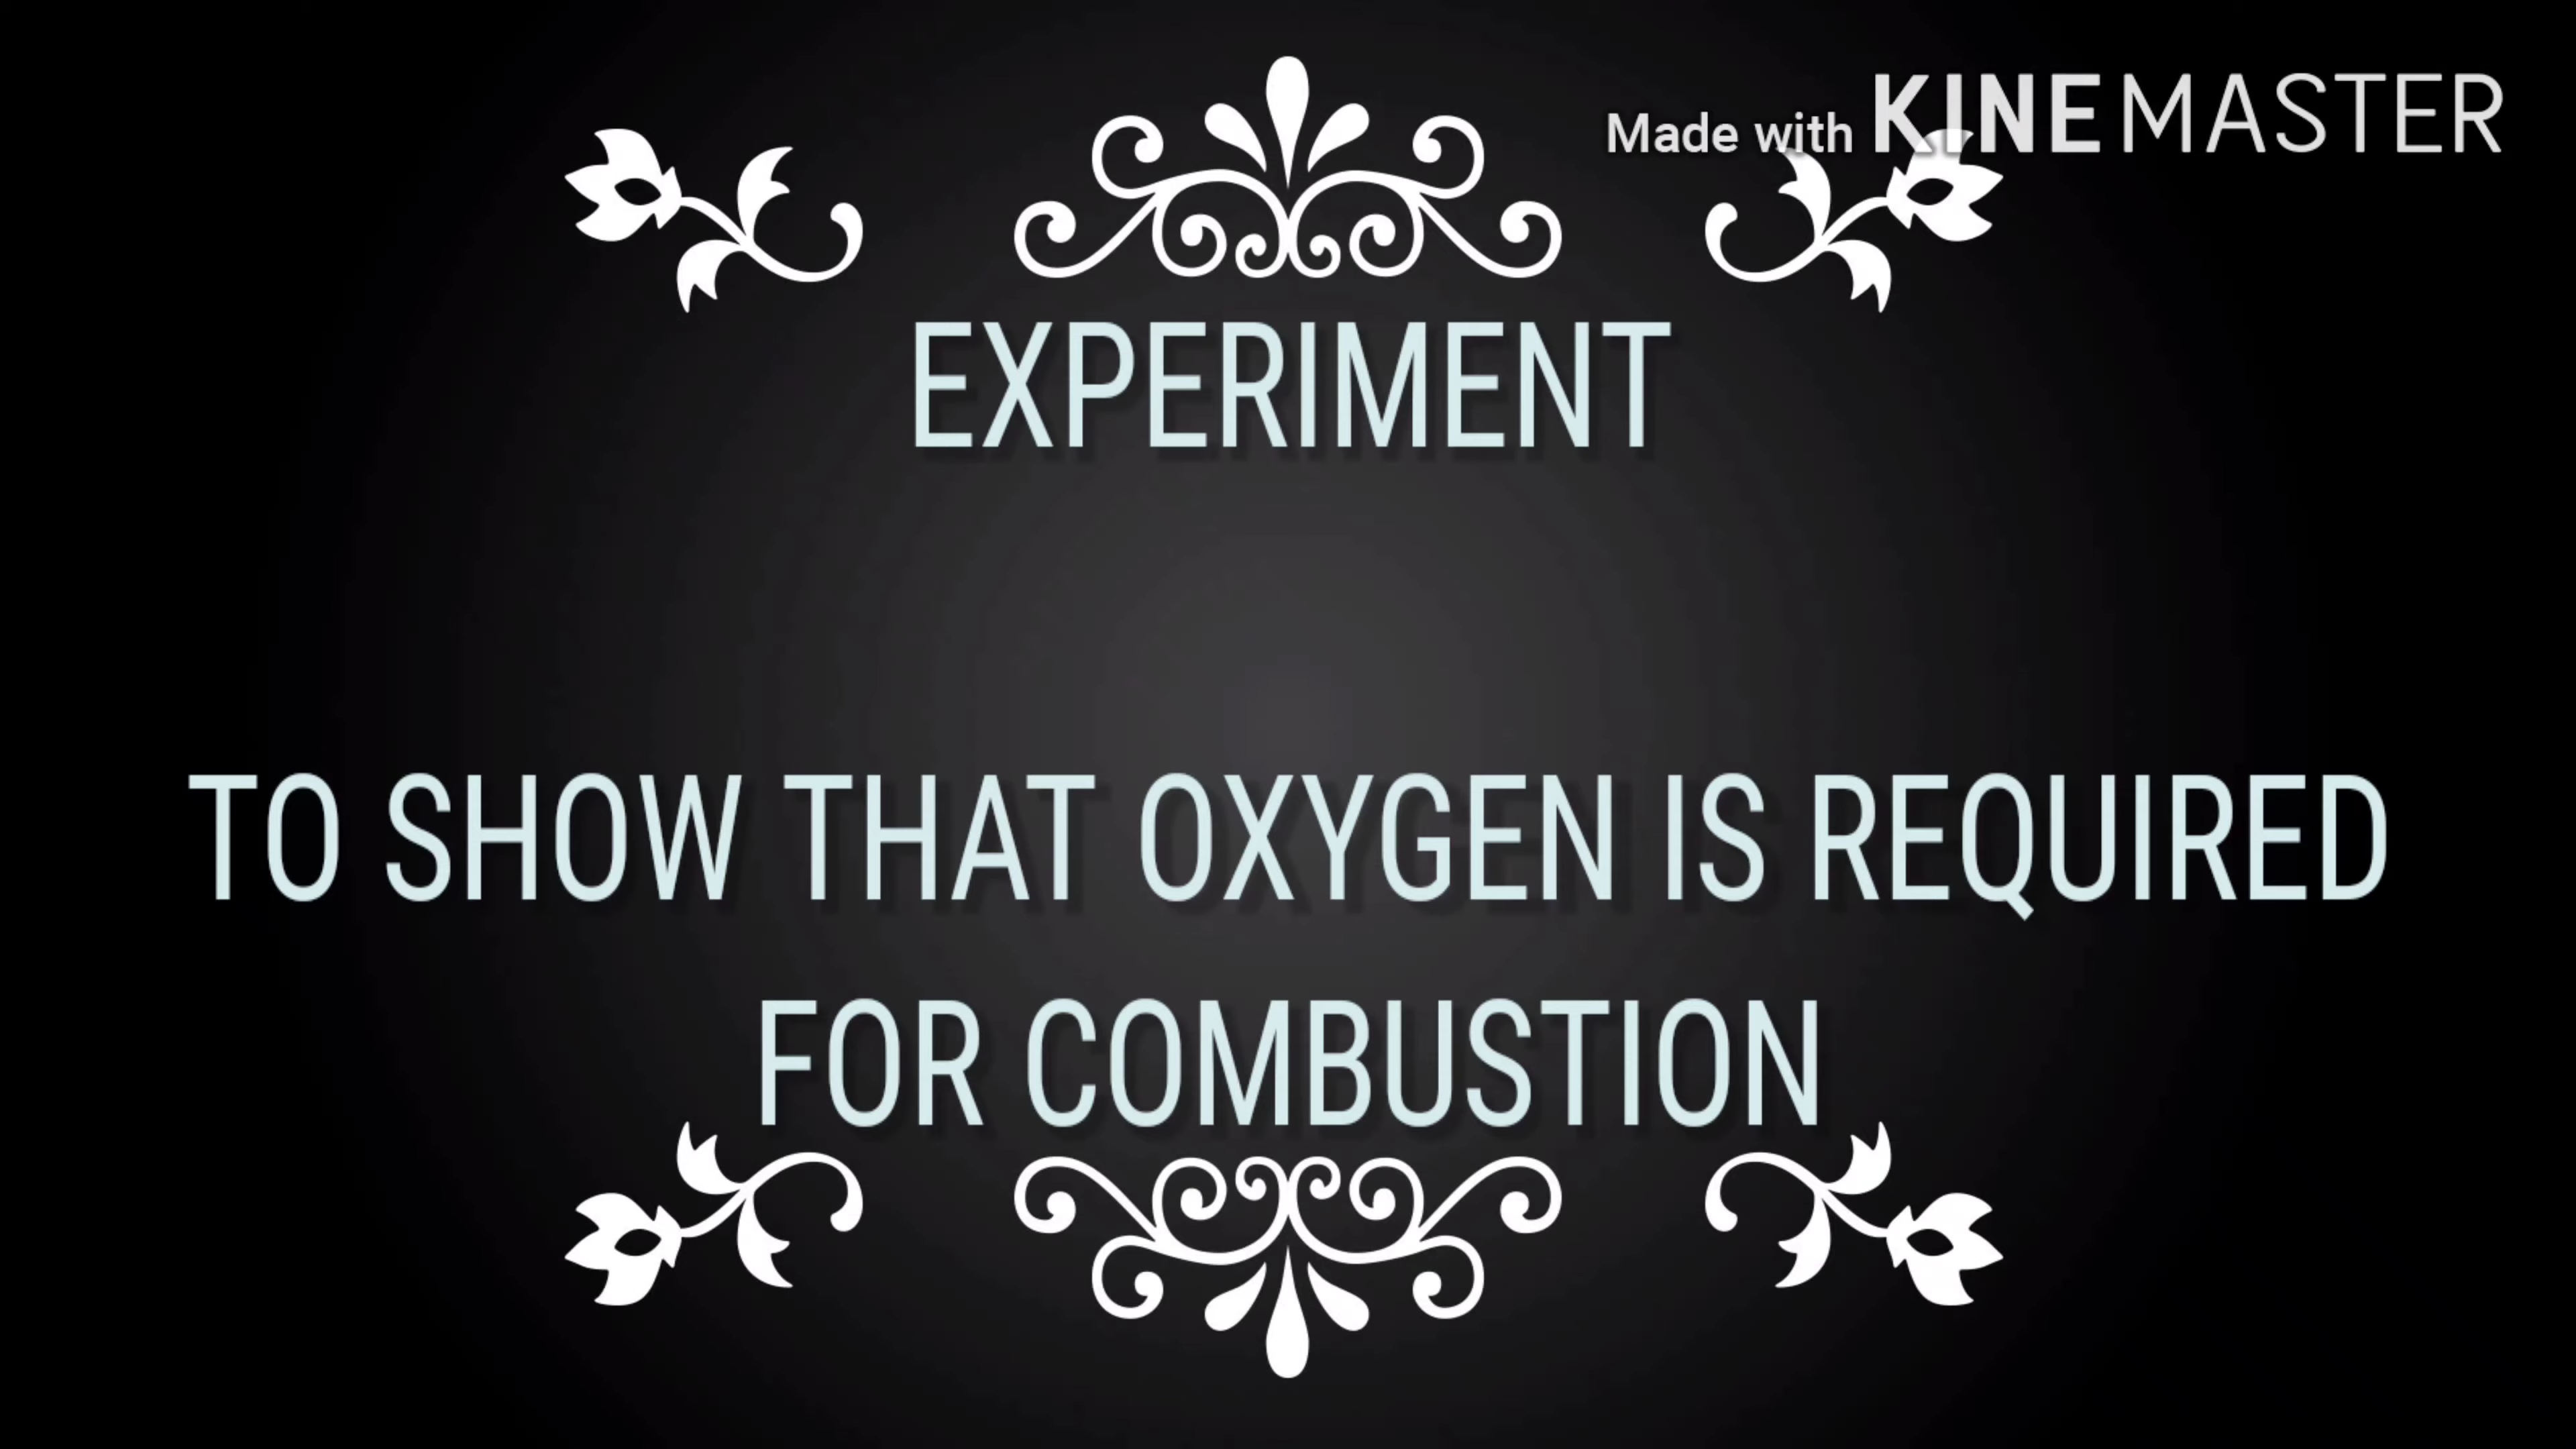 Made with KINEMASTER
EXPERIMENT
TO SHOW THAT OXYGEN IS REQUIRED
FOR COMBUSTION